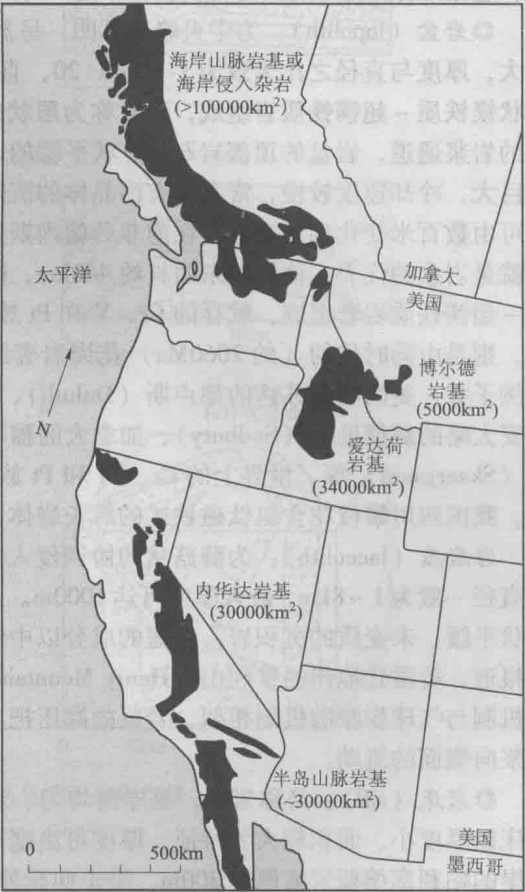 海岸山脉岩基或
海岸侵入杂岩
(>100000km²)
太平洋
加拿大
美国
博尔德
岩基
(5000km²)
爱达荷
岩基
(34000km²)
N
内华达岩基
(30000km²)
半岛山脉岩基
(~30000km²)
美国
墨西哥
0
500km